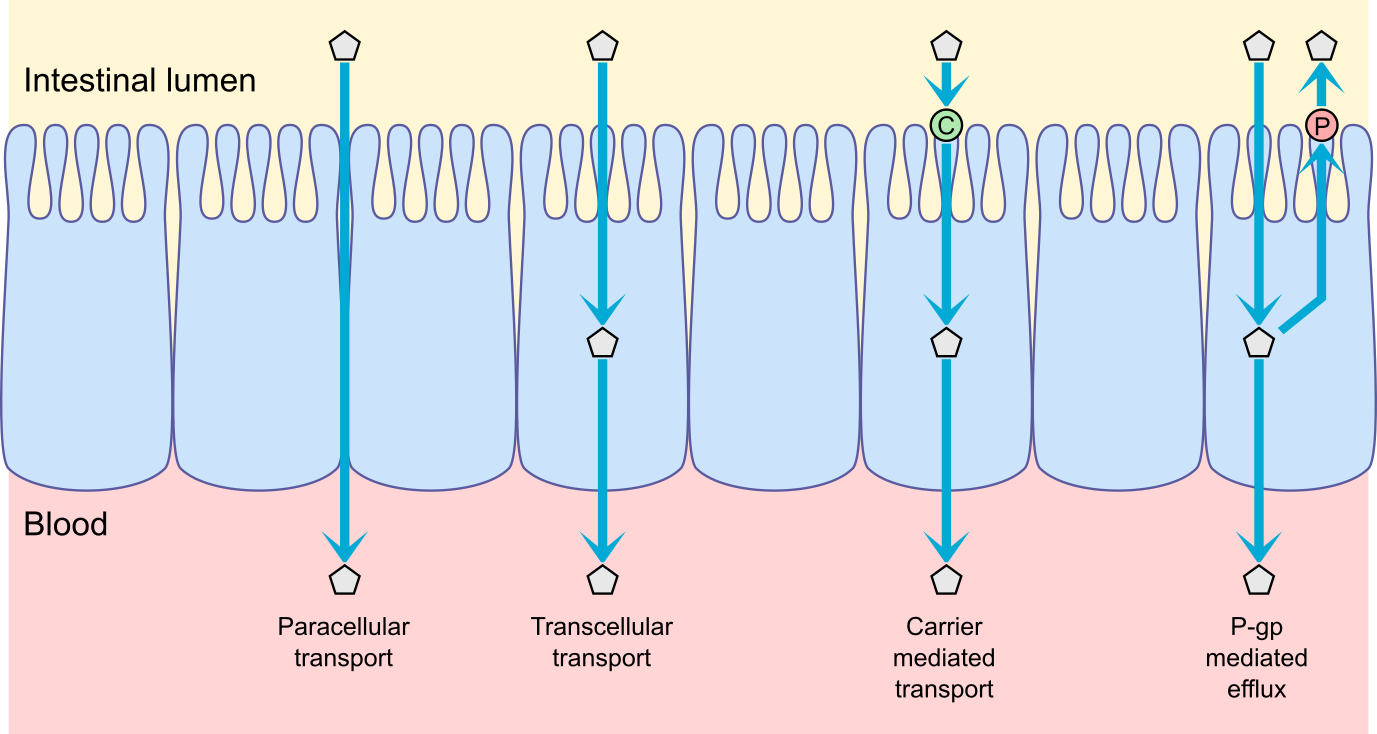 Intestinal lumen
C
P
Blood
Paracellular
transport
Transcellular
transport
Carrier
mediated
transport
P-gp
mediated
efflux